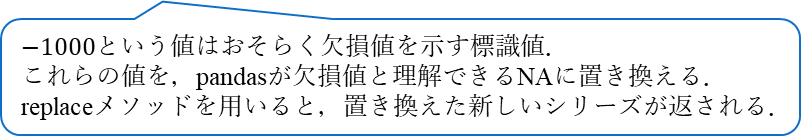 −1000という値はおそらく欠損値を示す標識値．
これらの値を，pandasが欠損値と理解できるNAに置き換える．
replaceメソッドを用いると，置き換えた新しいシリーズが返される．